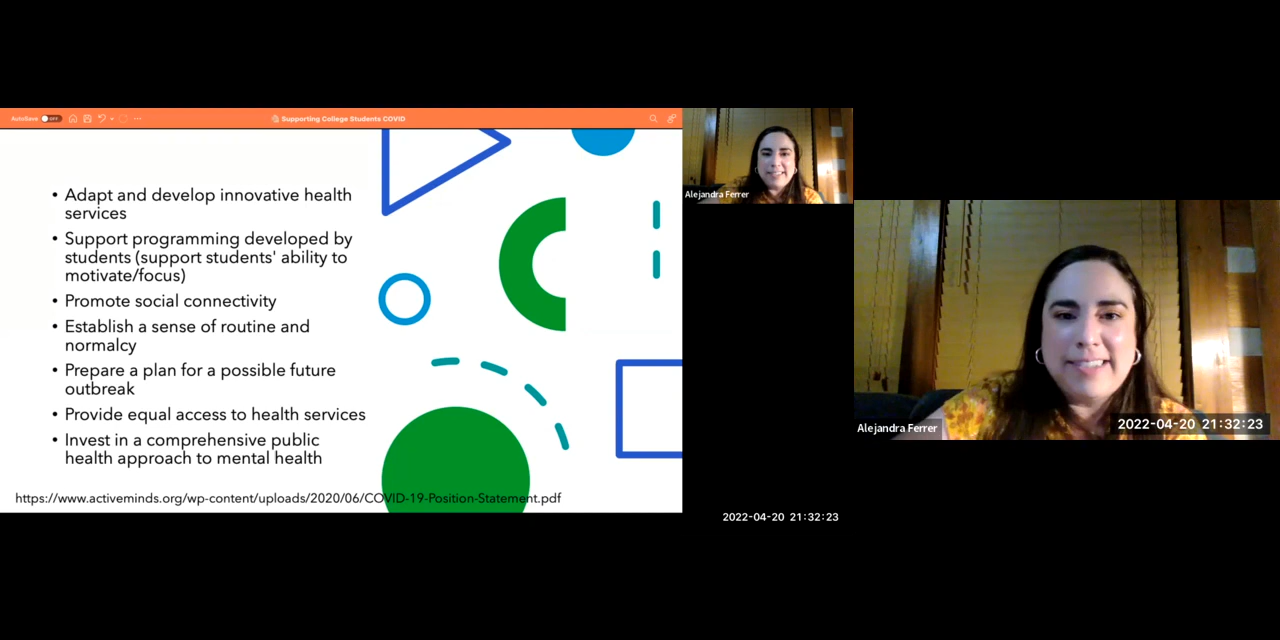 AutoSave OFF
Supporting College Students COVID
• Adapt and develop innovative health
services
• Support programming developed by
students (support students' ability to
motivate/focus)
• Promote social connectivity
• Establish a sense of routine and
normalcy
• Prepare a plan for a possible future
outbreak
• Provide equal access to health services
• Invest in a comprehensive public
health approach to mental health
https://www.activeminds.org/wp-content/uploads/2020/06/COVID-19-Position-Statement.pdf
Alejandra Ferrer
2022-04-20 21:32:23
Alejandra Ferrer
2022-04-20 21:32:23